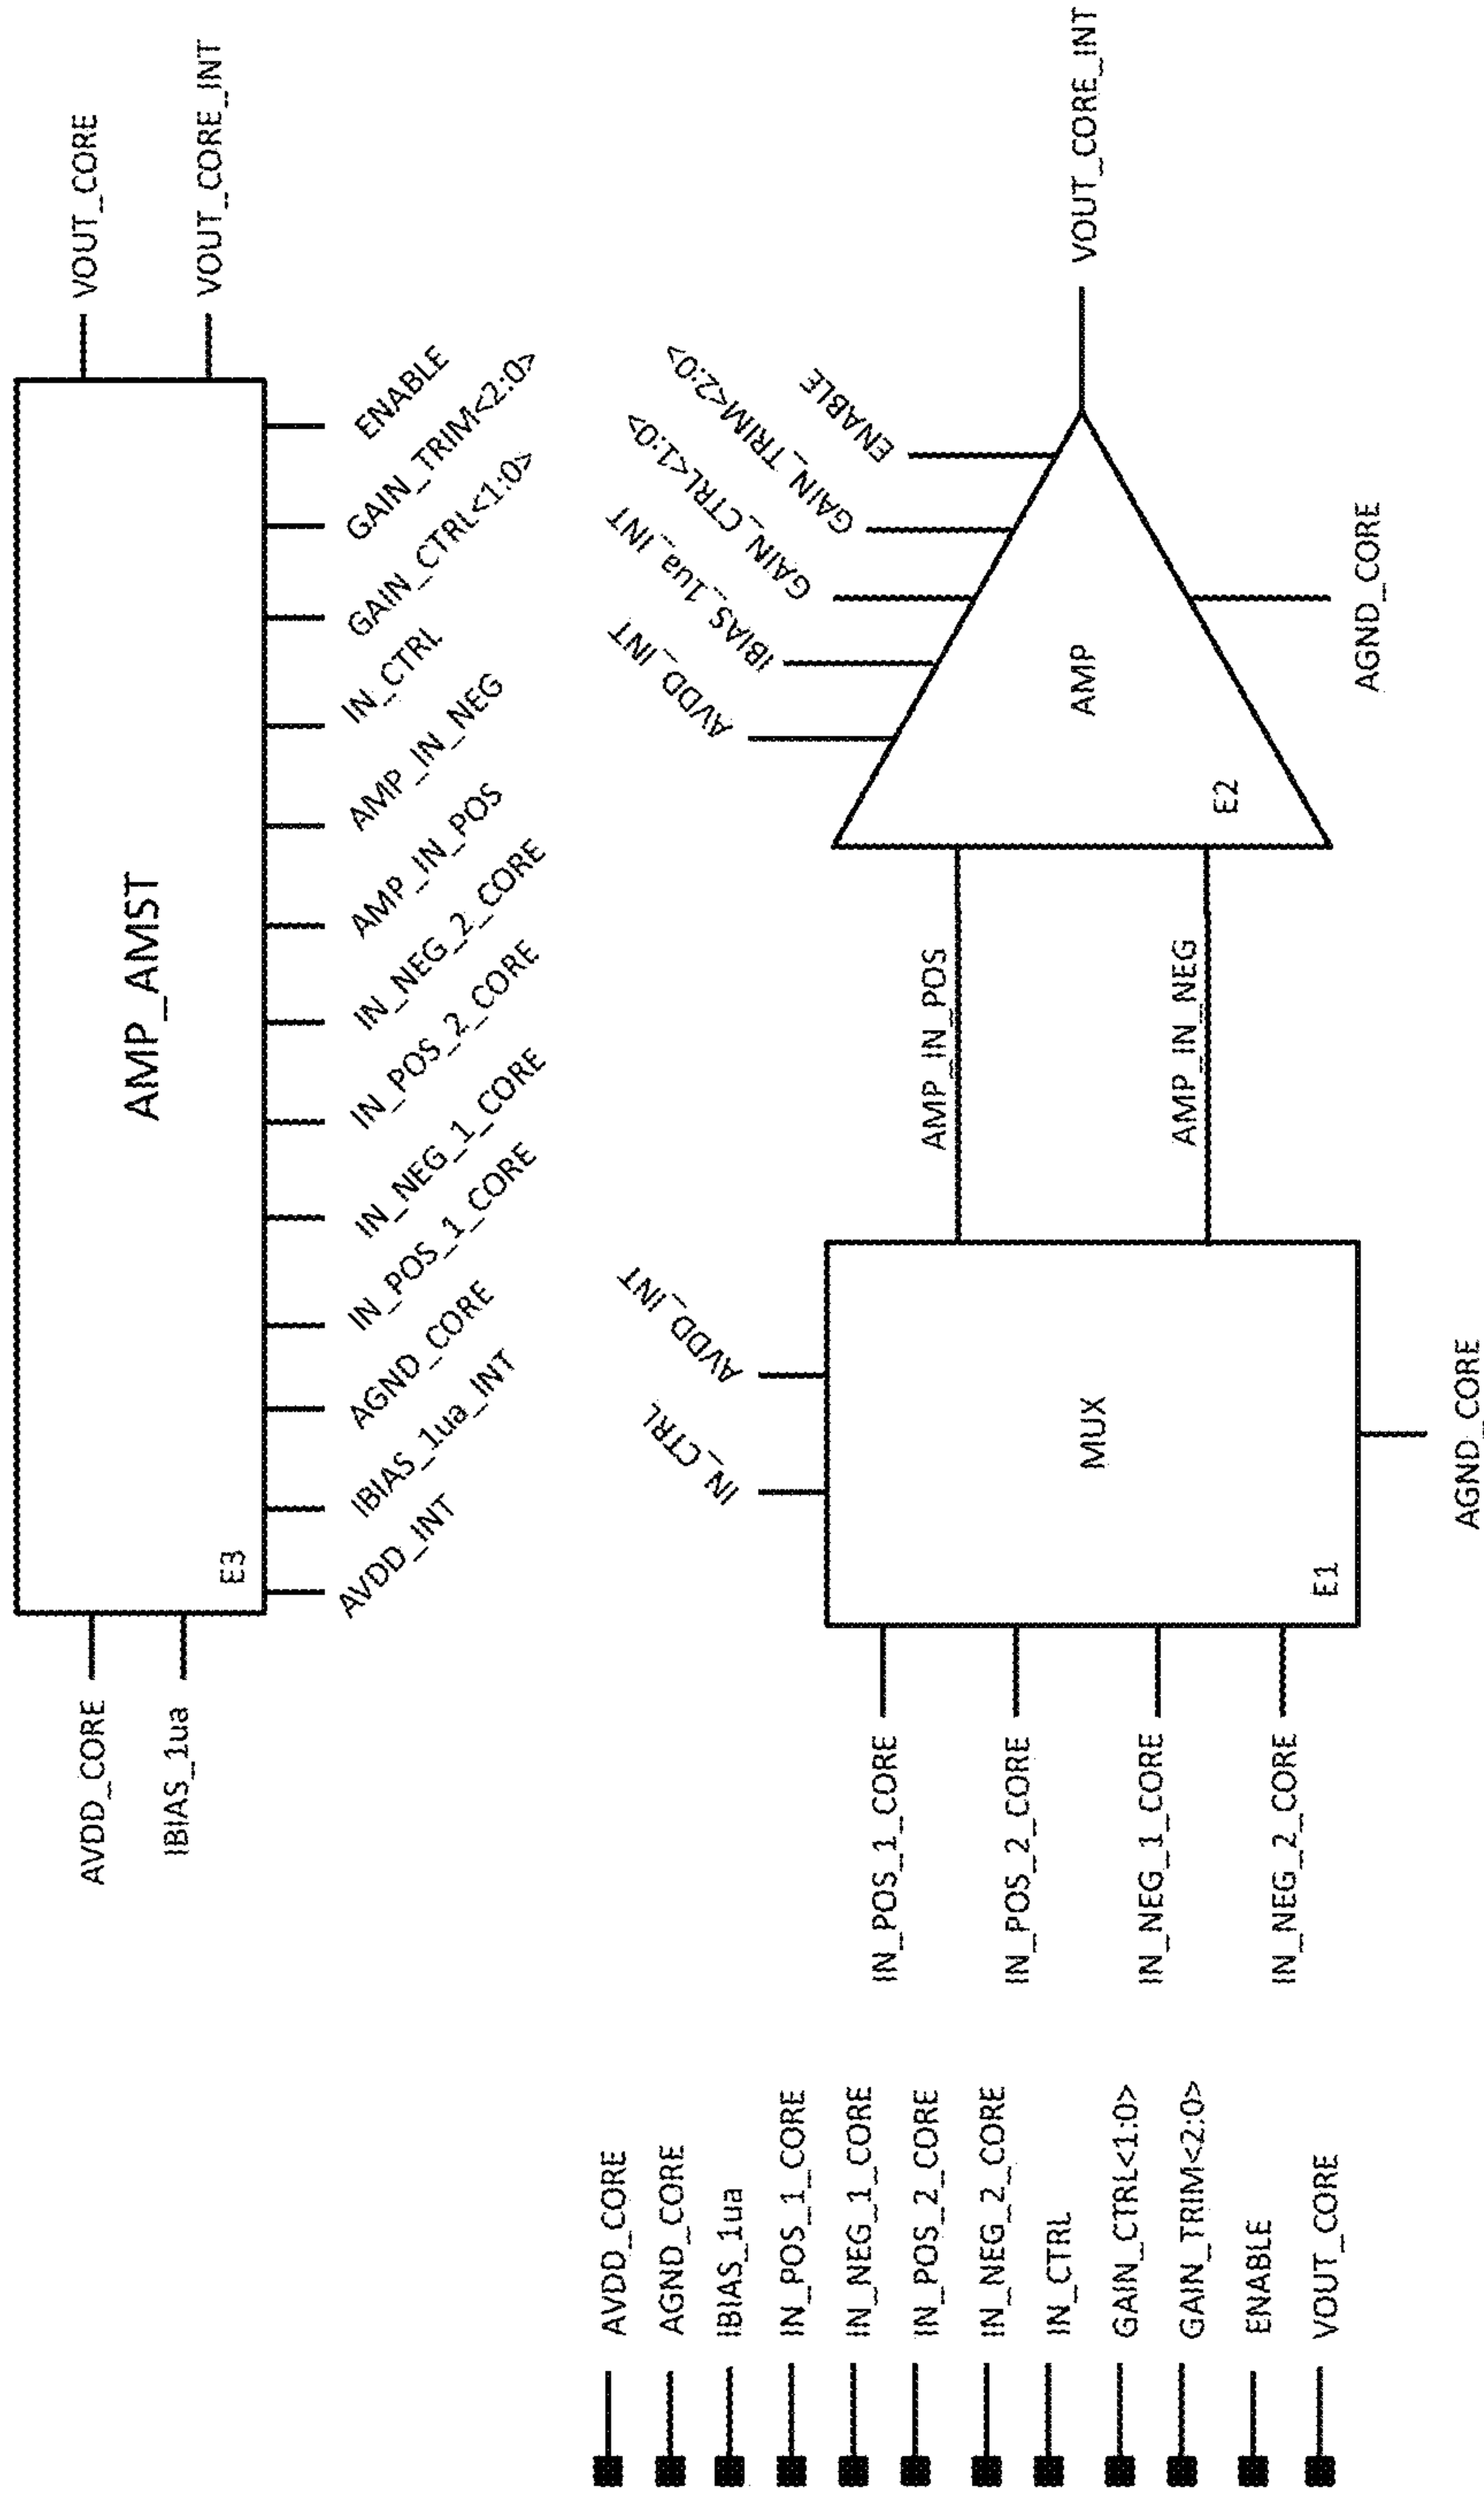 AMP_AMST
E3
AVDD_CORE
IBIAS_1ua
VOUT_CORE
VOUT_CORE_INT
AVDD_INT
IBIAS_1ua_INT
AGND_CORE
IN_POS_1_CORE
IN_NEG_1_CORE
IN_POS_2_CORE
IN_NEG_2_CORE
AMP_IN_POS
AMP_IN_NEG
IN_CTRL
GAIN_CTRL<1:0>
GAIN_TRIM<2:0>
ENABLE
AVDD_CORE
AGND_CORE
IBIAS_1ua
IN_POS_1_CORE
IN_NEG_1_CORE
IN_POS_2_CORE
IN_NEG_2_CORE
IN_CTRL
GAIN_CTRL<1:0>
GAIN_TRIM<2:0>
ENABLE
VOUT_CORE
IN_POS_1_CORE
IN_POS_2_CORE
IN_NEG_1_CORE
IN_NEG_2_CORE
IN_CTRL
AVDD_INT
MUX
E1
AGND_CORE
AMP_IN_POS
AMP_IN_NEG
AVDD_INT
IBIAS_1ua_INT
GAIN_CTRL<1:0>
GAIN_TRIM<2:0>
ENABLE
AMP
E2
AGND_CORE
VOUT_CORE_INT